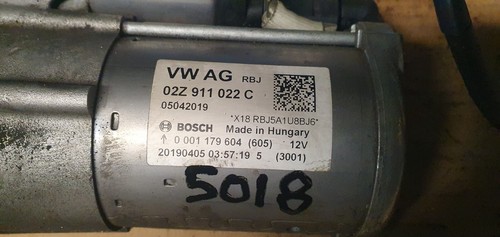 VW AG RBJ
02Z 911 022 C
05042019
*X18 RBJ5A1U8BJ6*
BOSCH Made in Hungary
0 001 179 604 (605) 12V
20190405 03:57:19 5 (3001)
5018